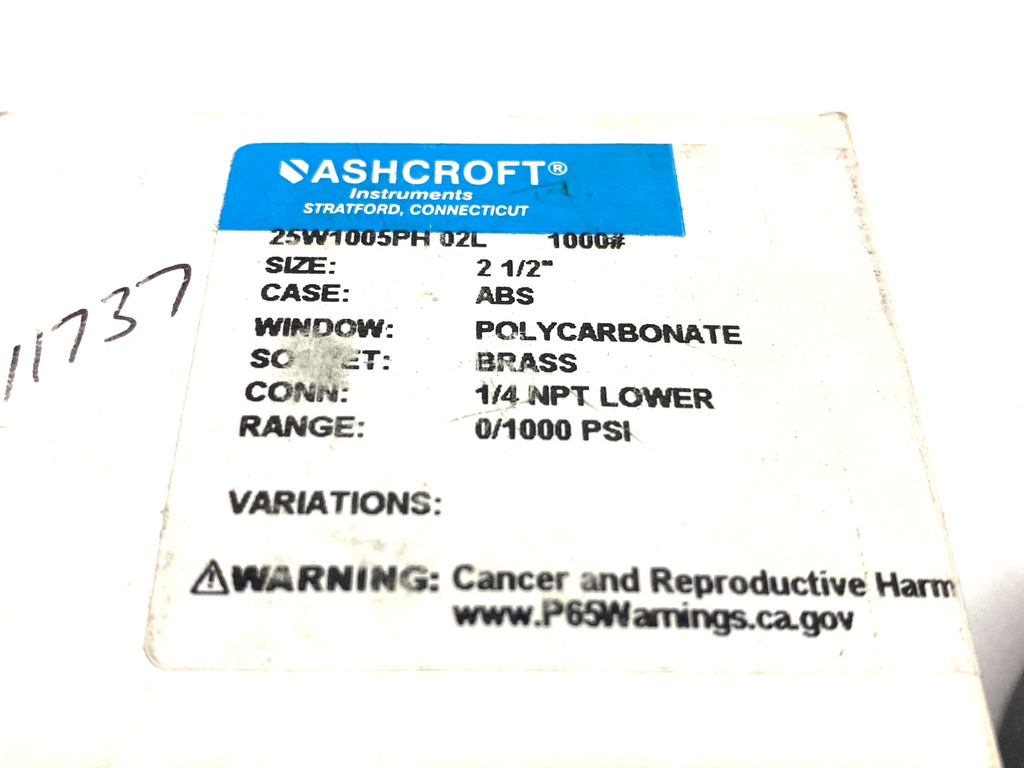 ASHCROFT®
Instruments
STRATFORD, CONNECTICUT
25W1005PH 02L 1000#
SIZE: 2 1/2"
CASE: ABS
WINDOW: POLYCARBONATE
BRASS
CONN: 1/4 NPT LOWER
RANGE: 0/1000 PSI
VARIATIONS:
⚠WARNING: Cancer and Reproductive Harm
www.P65Warnings.ca.gov
11737